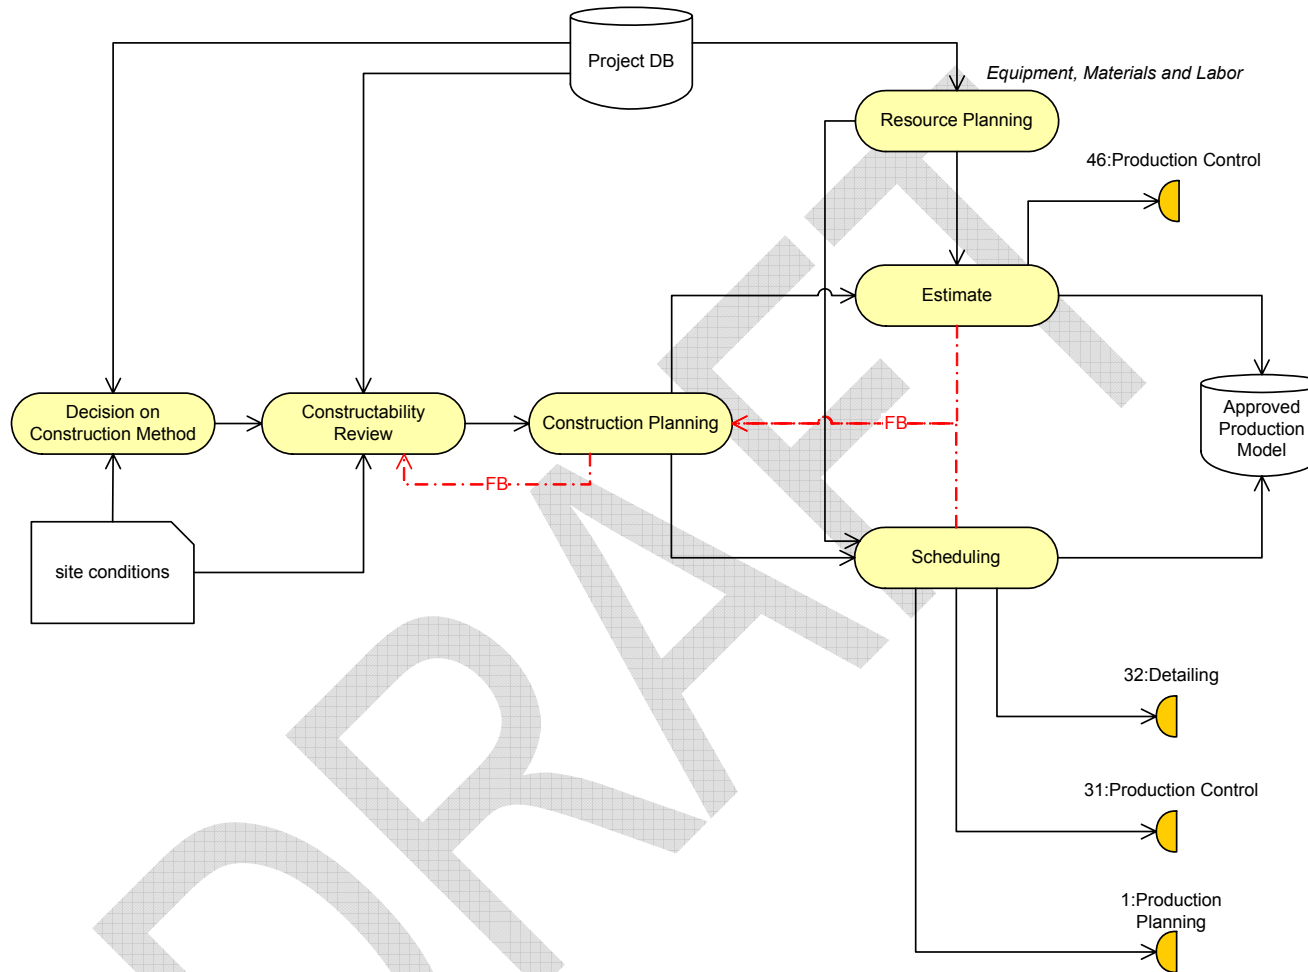 Project DB
Equipment, Materials and Labor
Resource Planning
46:Production Control
Estimate
Decision on
Construction Method
Constructability
Review
Construction Planning
FB
Approved
Production
Model
FB
site conditions
Scheduling
32:Detailing
31:Production Control
1:Production
Planning
DRAFT